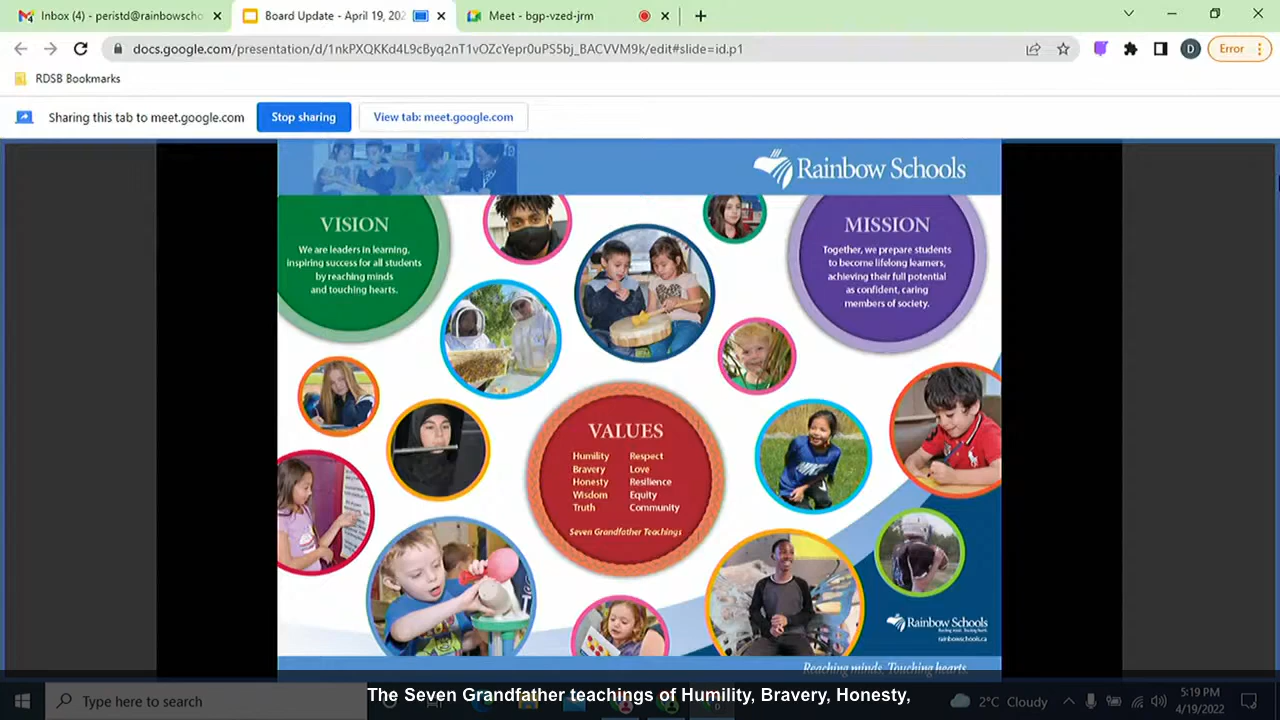 Inbox (4) - peristd@rainbowscho
Board Update - April 19, 202
Meet - bgp-vzed-jrm
docs.google.com/presentation/d/1nkPXQKKd4L9cByq2nT1vOZcYepr0uPS5bj_BACVVM9k/edit#slide=id.p1
D
Error
RDSB Bookmarks
Sharing this tab to meet.google.com
Stop sharing
View tab: meet.google.com
Rainbow Schools
VISION
We are leaders in learning,
inspiring success for all students
by reaching minds
and touching hearts.
MISSION
Together, we prepare students
to become lifelong learners,
achieving their full potential
as confident, caring
members of society.
VALUES
Humility Respect
Bravery Love
Honesty Resilience
Wisdom Equity
Truth Community
Seven Grandfather Teachings
Rainbow Schools
Reaching minds. Touching hearts.
rainbowschools.ca
Reaching minds. Touching hearts.
The Seven Grandfather teachings of Humility, Bravery, Honesty,
Type here to search
2°C Cloudy
5:19 PM
4/19/2022